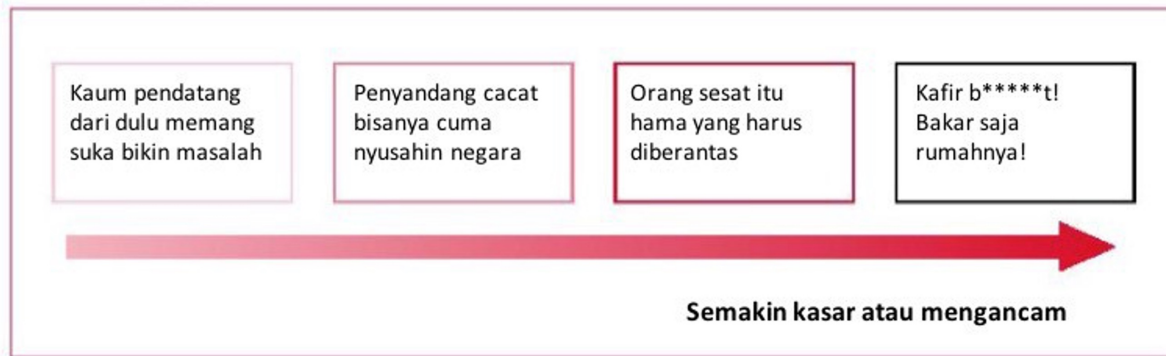 Kaum pendatang
dari dulu memang
suka bikin masalah
Penyandang cacat
bisanya cuma
nyusahin negara
Orang sesat itu
hama yang harus
diberantas
Kafir b*****t!
Bakar saja
rumahnya!
Semakin kasar atau mengancam